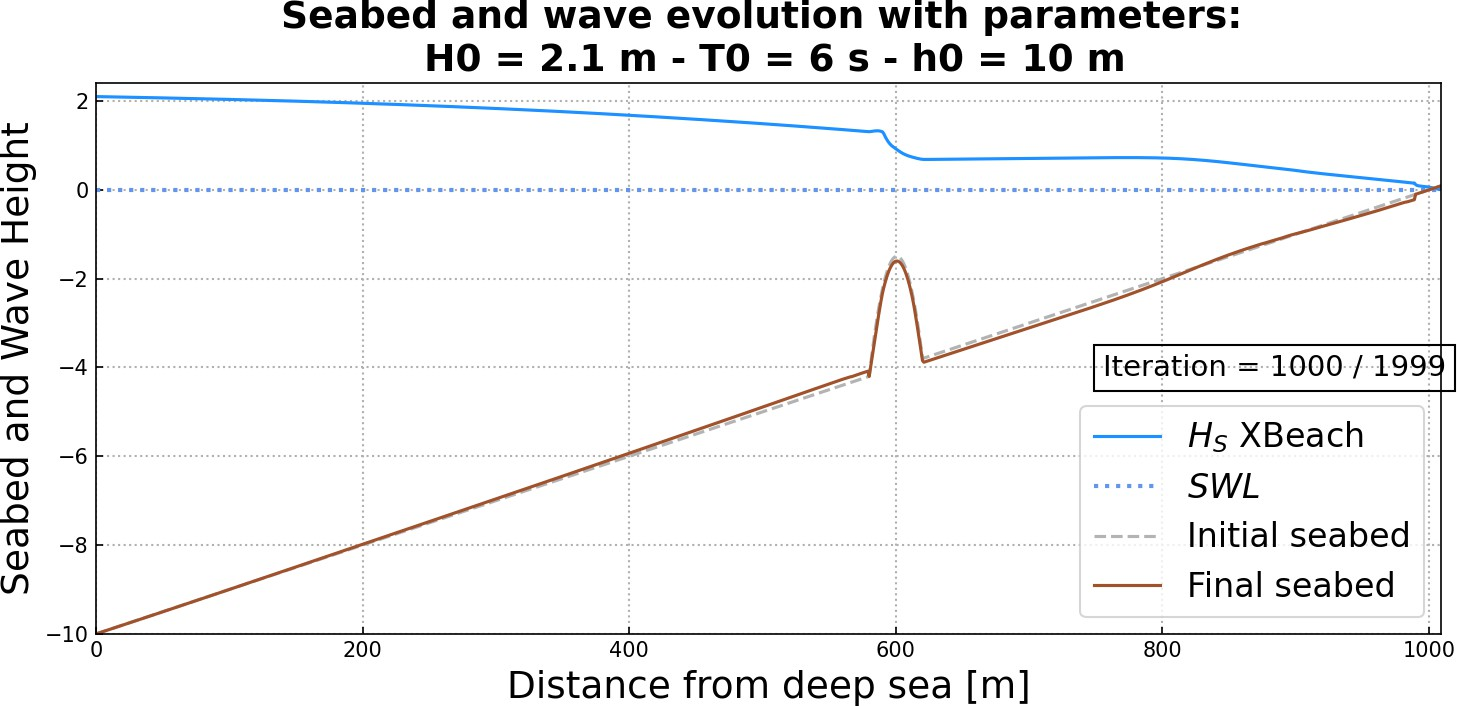 Seabed and wave evolution with parameters:
H0 = 2.1 m - T0 = 6 s - h0 = 10 m
Seabed and Wave Height
2
0
−2
−4
−6
−8
−10
Iteration = 1000 / 1999
H_S XBeach
SWL
Initial seabed
Final seabed
0 200 400 600 800 1000
Distance from deep sea [m]